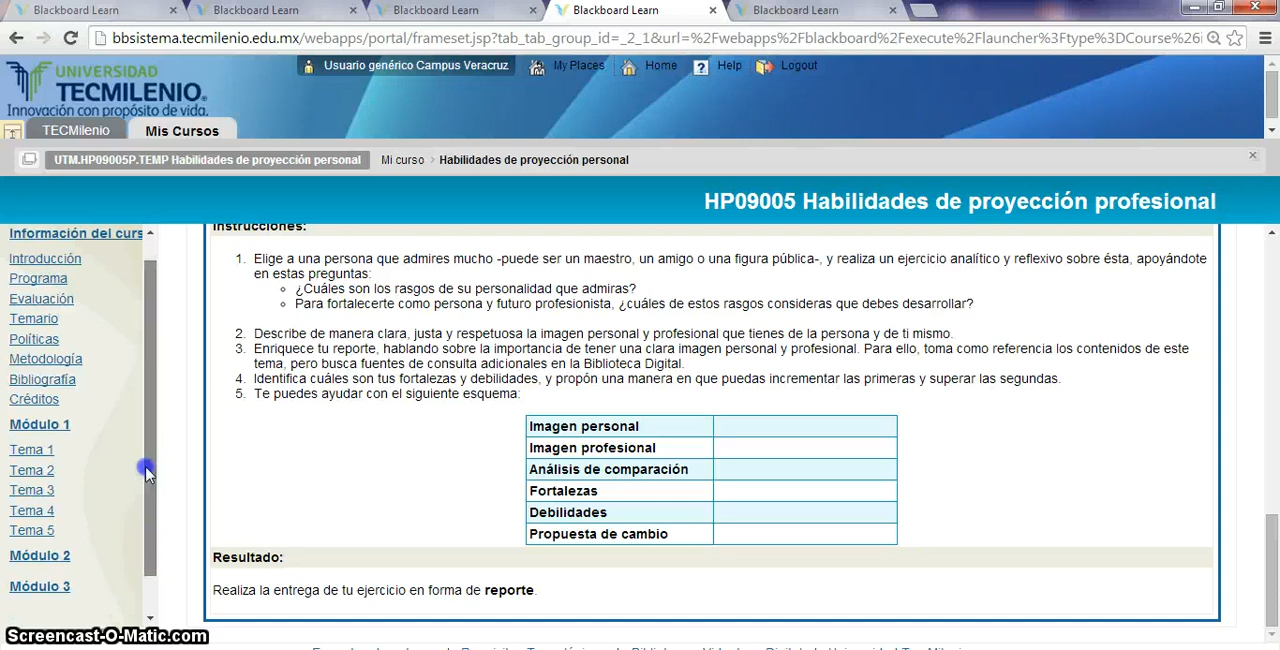 Blackboard Learn
Blackboard Learn
Blackboard Learn
Blackboard Learn
Blackboard Learn
bbsistema.tecmilenio.edu.mx/webapps/portal/frameset.jsp?tab_tab_group_id=_2_1&url=%2Fwebapps%2Fblackboard%2Fexecute%2Flauncher%3Ftype%3DCourse%26i
UNIVERSIDAD
TECMILENIO®
Innovación con propósito de vida.
Usuario genérico Campus Veracruz
My Places
Home
Help
Logout
TECMilenio
Mis Cursos
UTM.HP09005P.TEMP Habilidades de proyección personal
Mi curso > Habilidades de proyección personal
HP09005 Habilidades de proyección profesional
Información del curs
Introducción
Programa
Evaluación
Temario
Políticas
Metodología
Bibliografía
Créditos
Módulo 1
Tema 1
Tema 2
Tema 3
Tema 4
Tema 5
Módulo 2
Módulo 3
Instrucciones:
1. Elige a una persona que admires mucho -puede ser un maestro, un amigo o una figura pública-, y realiza un ejercicio analítico y reflexivo sobre ésta, apoyándote
en estas preguntas:
¿Cuáles son los rasgos de su personalidad que admiras?
Para fortalecerte como persona y futuro profesionista, ¿cuáles de estos rasgos consideras que debes desarrollar?
2. Describe de manera clara, justa y respetuosa la imagen personal y profesional que tienes de la persona y de ti mismo.
3. Enriquece tu reporte, hablando sobre la importancia de tener una clara imagen personal y profesional. Para ello, toma como referencia los contenidos de este
tema, pero busca fuentes de consulta adicionales en la Biblioteca Digital.
4. Identifica cuáles son tus fortalezas y debilidades, y propón una manera en que puedas incrementar las primeras y superar las segundas.
5. Te puedes ayudar con el siguiente esquema:
Imagen personal
Imagen profesional
Análisis de comparación
Fortalezas
Debilidades
Propuesta de cambio
Resultado:
Realiza la entrega de tu ejercicio en forma de reporte.
Screencast-O-Matic.com